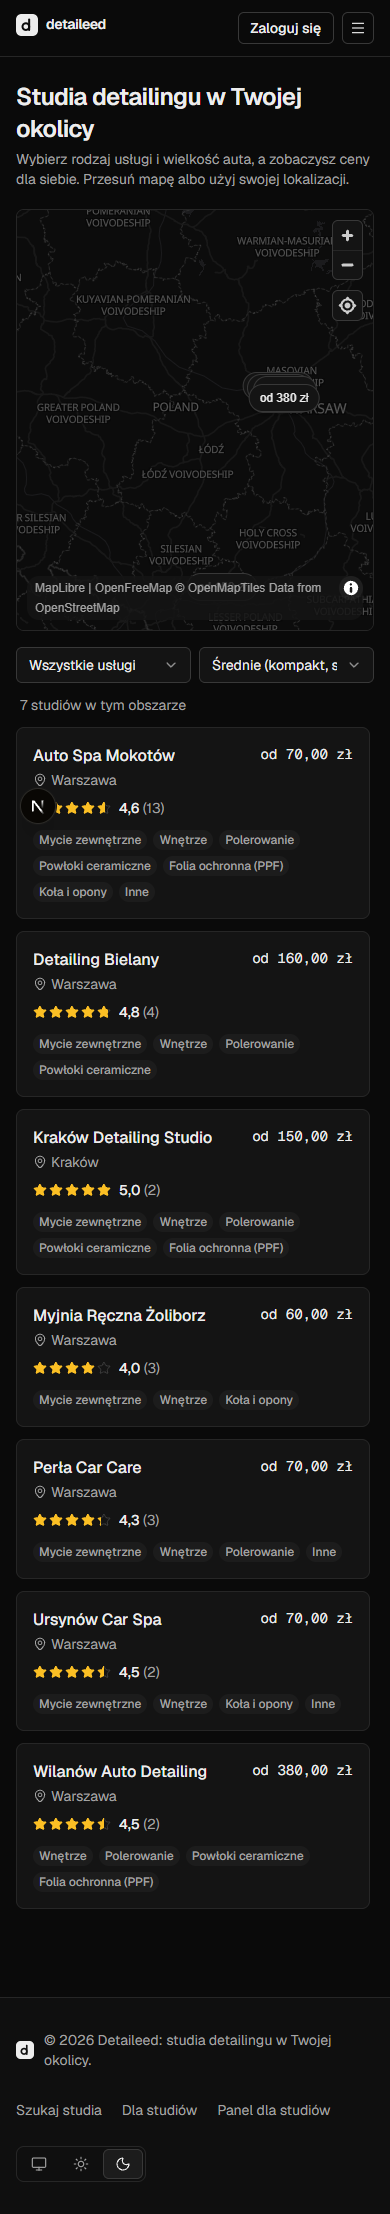 detaileed
Zaloguj się
Studia detailingu w Twojej
okolicy
Wybierz rodzaj usługi i wielkość auta, a zobaczysz ceny
dla siebie. Przesuń mapę albo użyj swojej lokalizacji.
POMERANIAN
VOIVODESHIP
WARMIAN-MASURIAN
VOIVODESHIP
KUYAVIAN-POMERANIAN
VOIVODESHIP
MASOVIAN
od 380 zł
GREATER POLAND
VOIVODESHIP
POLAND
ŁÓDŹ
ŁÓDŹ VOIVODESHIP
R SILESIAN
ODESHIP
HOLY CROSS
VOIVODESHIP
SILESIAN
VOIVODESHIP
MapLibre | OpenFreeMap © OpenMapTiles Data from
OpenStreetMap
LESSER POLAND
VOIVODESHIP
Wszystkie usługi
Średnie (kompakt, s
7 studiów w tym obszarze
Auto Spa Mokotów
od 70,00 zł
Warszawa
N
4,6 (13)
Mycie zewnętrzne Wnętrze Polerowanie
Powłoki ceramiczne Folia ochronna (PPF)
Koła i opony Inne
Detailing Bielany
od 160,00 zł
Warszawa
4,8 (4)
Mycie zewnętrzne Wnętrze Polerowanie
Powłoki ceramiczne
Kraków Detailing Studio
od 150,00 zł
Kraków
5,0 (2)
Mycie zewnętrzne Wnętrze Polerowanie
Powłoki ceramiczne Folia ochronna (PPF)
Myjnia Ręczna Żoliborz
od 60,00 zł
Warszawa
4,0 (3)
Mycie zewnętrzne Wnętrze Koła i opony
Perła Car Care
od 70,00 zł
Warszawa
4,3 (3)
Mycie zewnętrzne Wnętrze Polerowanie Inne
Ursynów Car Spa
od 70,00 zł
Warszawa
4,5 (2)
Mycie zewnętrzne Wnętrze Koła i opony Inne
Wilanów Auto Detailing
od 380,00 zł
Warszawa
4,5 (2)
Wnętrze Polerowanie Powłoki ceramiczne
Folia ochronna (PPF)
d
© 2026 Detaileed: studia detailingu w Twojej
okolicy.
Szukaj studia Dla studiów Panel dla studiów